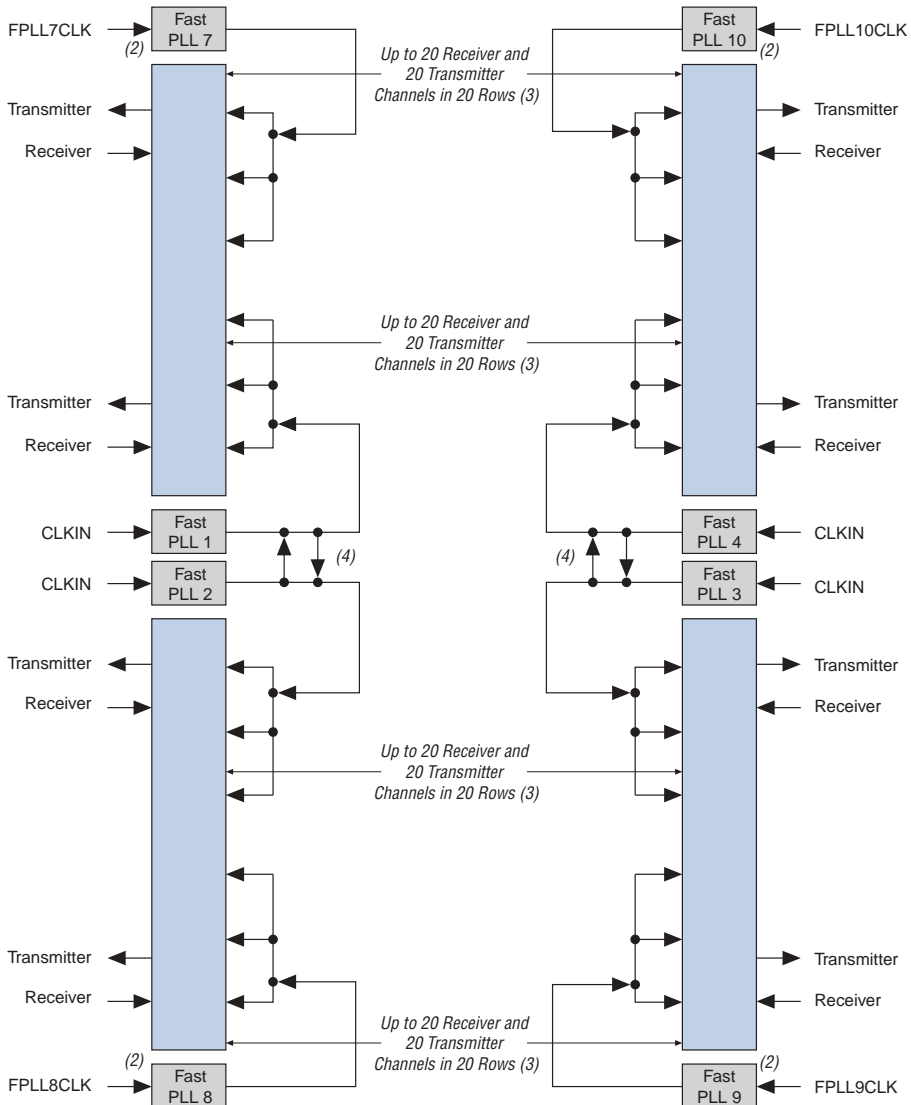 FPLL7CLK
(2)
Fast
PLL 7
Fast
PLL 10
(2)
FPLL10CLK
Up to 20 Receiver and
20 Transmitter
Channels in 20 Rows (3)
Transmitter
Receiver
Transmitter
Receiver
Up to 20 Receiver and
20 Transmitter
Channels in 20 Rows (3)
Transmitter
Receiver
Transmitter
Receiver
CLKIN
Fast
PLL 1
(4)
(4)
Fast
PLL 4
CLKIN
CLKIN
Fast
PLL 2
Fast
PLL 3
CLKIN
Transmitter
Receiver
Transmitter
Receiver
Up to 20 Receiver and
20 Transmitter
Channels in 20 Rows (3)
Transmitter
Receiver
Transmitter
Receiver
Up to 20 Receiver and
20 Transmitter
Channels in 20 Rows (3)
(2)
FPLL8CLK
Fast
PLL 8
Fast
PLL 9
(2)
FPLL9CLK